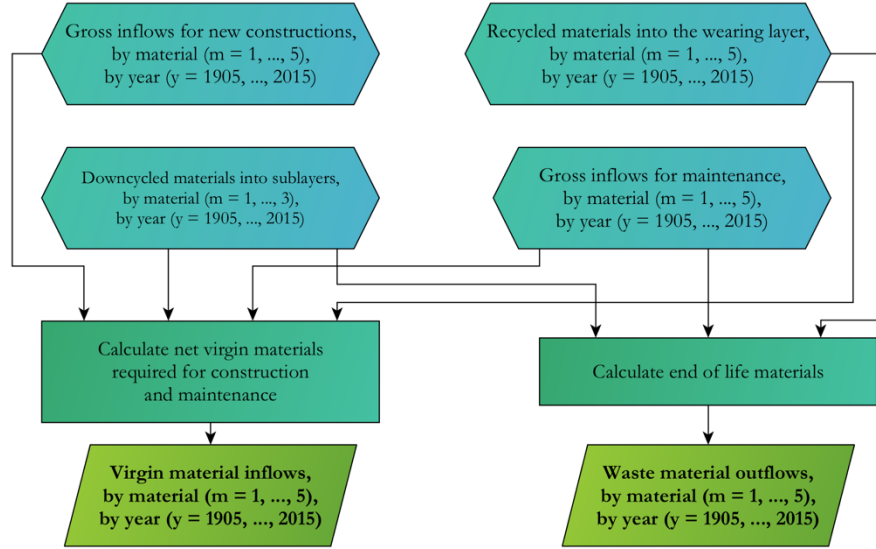 Gross inflows for new constructions,
by material (m = 1, ..., 5),
by year (y = 1905, ..., 2015)
Recycled materials into the wearing layer,
by material (m = 1, ..., 5),
by year (y = 1905, ..., 2015)
Downcycled materials into sublayers,
by material (m = 1, ..., 3),
by year (y = 1905, ..., 2015)
Gross inflows for maintenance,
by material (m = 1, ..., 5),
by year (y = 1905, ..., 2015)
Calculate net virgin materials
required for construction
and maintenance
Calculate end of life materials
Virgin material inflows,
by material (m = 1, ..., 5),
by year (y = 1905, ..., 2015)
Waste material outflows,
by material (m = 1, ..., 5),
by year (y = 1905, ..., 2015)